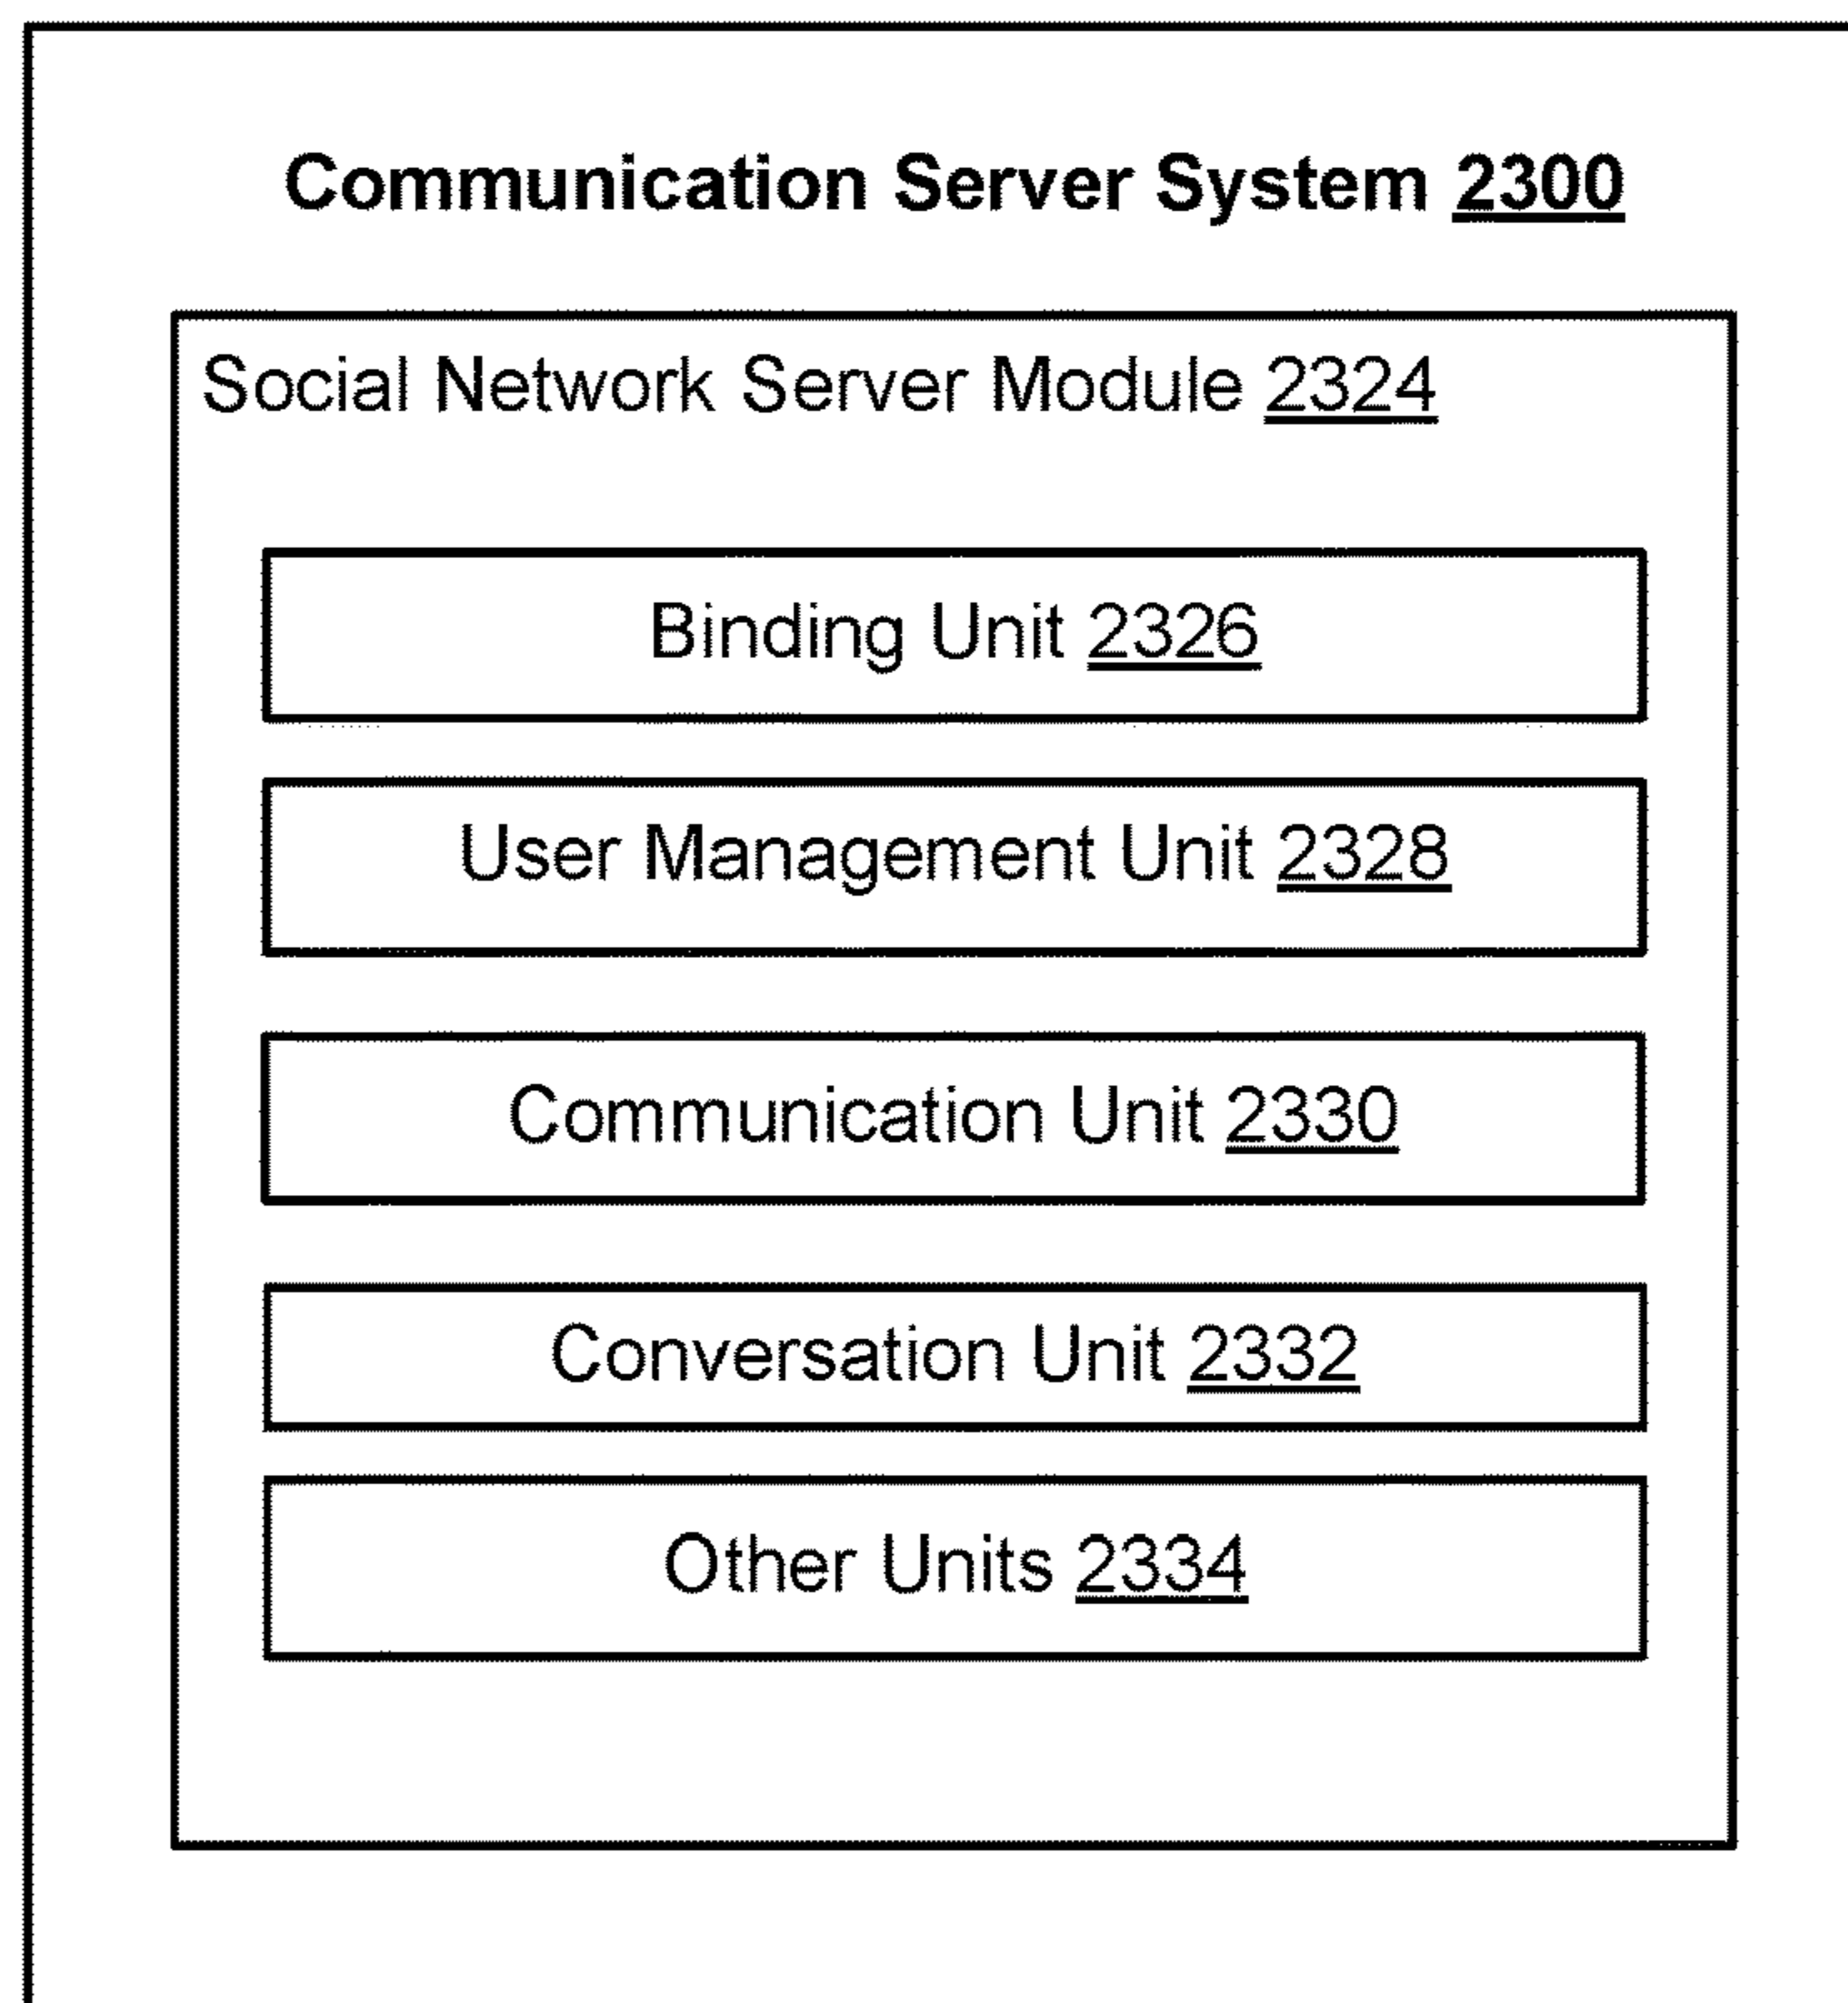 Communication Server System 2300
Social Network Server Module 2324
Binding Unit 2326
User Management Unit 2328
Communication Unit 2330
Conversation Unit 2332
Other Units 2334